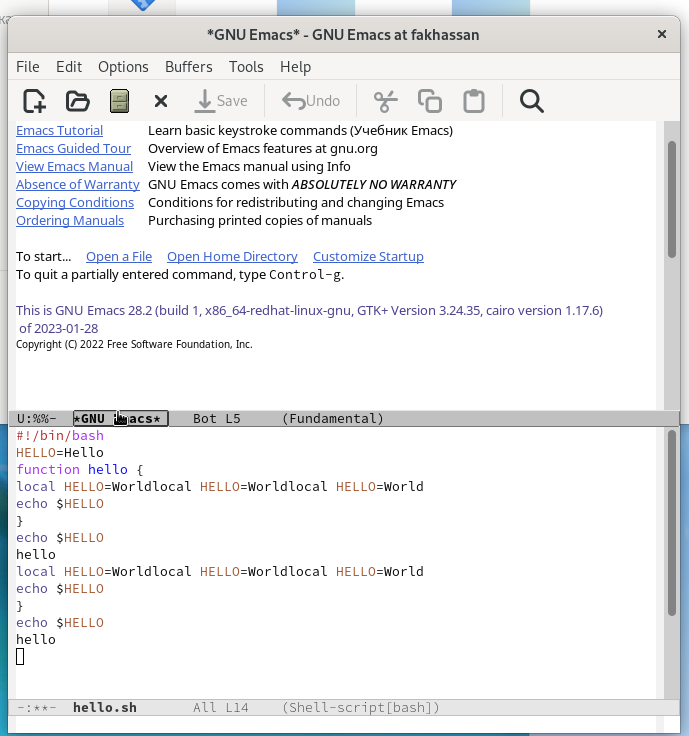 *GNU Emacs* - GNU Emacs at fakhassan
File Edit Options Buffers Tools Help
Save Undo
Emacs Tutorial Learn basic keystroke commands (Учебник Emacs)
Emacs Guided Tour Overview of Emacs features at gnu.org
View Emacs Manual View the Emacs manual using Info
Absence of Warranty GNU Emacs comes with ABSOLUTELY NO WARRANTY
Copying Conditions Conditions for redistributing and changing Emacs
Ordering Manuals Purchasing printed copies of manuals
To start... Open a File Open Home Directory Customize Startup
To quit a partially entered command, type Control-g.
This is GNU Emacs 28.2 (build 1, x86_64-redhat-linux-gnu, GTK+ Version 3.24.35, cairo version 1.17.6)
of 2023-01-28
Copyright (C) 2022 Free Software Foundation, Inc.
U:%%- *GNU Emacs* Bot L5 (Fundamental)
#!/bin/bash
HELLO=Hello
function hello {
local HELLO=Worldlocal HELLO=Worldlocal HELLO=World
echo $HELLO
}
echo $HELLO
hello
local HELLO=Worldlocal HELLO=Worldlocal HELLO=World
echo $HELLO
}
echo $HELLO
hello
-:**- hello.sh All L14 (Shell-script[bash])